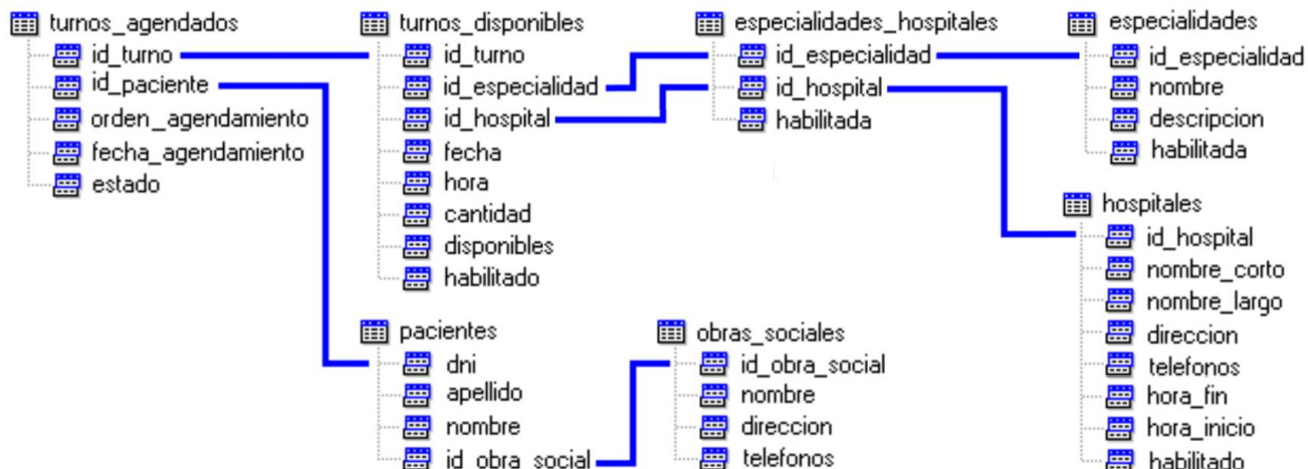 turnos_agendados
id_turno
id_paciente
orden_agendamiento
fecha_agendamiento
estado
turnos_disponibles
id_turno
id_especialidad
id_hospital
fecha
hora
cantidad
disponibles
habilitado
especialidades_hospitales
id_especialidad
id_hospital
habilitada
especialidades
id_especialidad
nombre
descripcion
habilitada
hospitales
id_hospital
nombre_corto
nombre_largo
direccion
telefonos
hora_fin
hora_inicio
habilitado
pacientes
dni
apellido
nombre
id_obra_social
obras_sociales
id_obra_social
nombre
direccion
telefonos